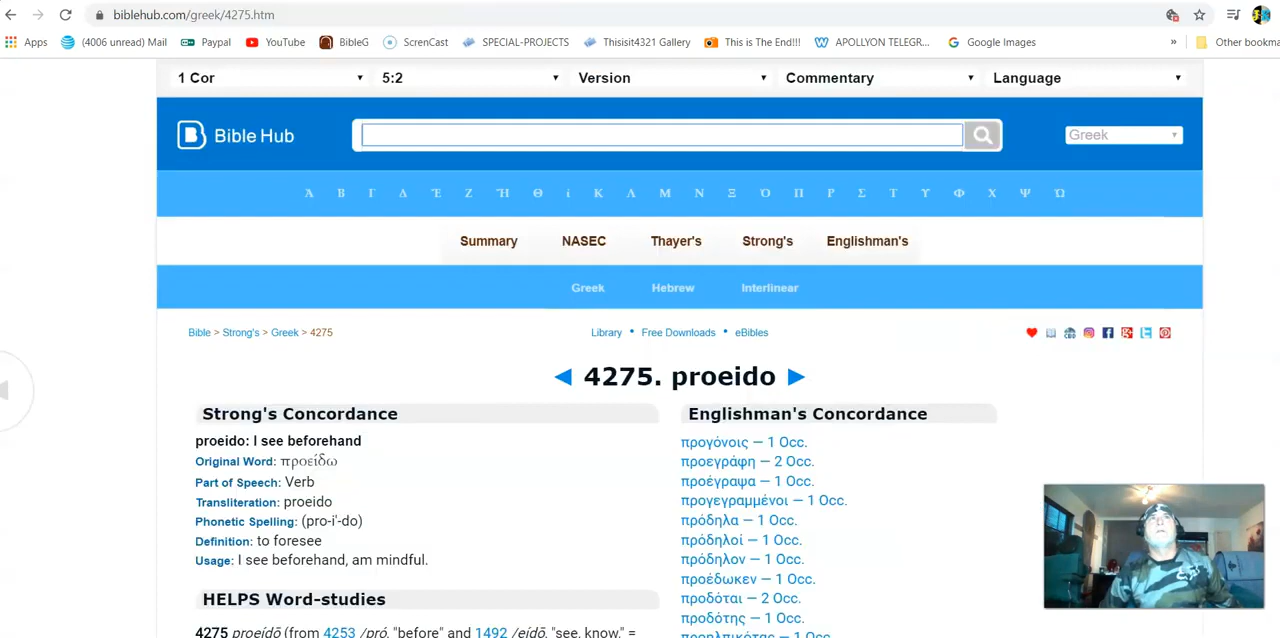 biblehub.com/greek/4275.htm
Apps (4006 unread) Mail Paypal YouTube BibleG ScrenCast SPECIAL-PROJECTS Thisisit4321 Gallery This is The End!!! APOLLYON TELEGR... Google Images » Other bookma
1 Cor 5:2 Version Commentary Language
Bible Hub Greek
Ἀ Β Γ Δ Ἐ Ζ Ἡ Θ ἰ Κ Λ Μ Ν Ξ Ὀ Π Ρ Σ Τ Υ Φ Χ Ψ Ὠ
Summary NASEC Thayer's Strong's Englishman's
Greek Hebrew Interlinear
Bible > Strong's > Greek > 4275 Library • Free Downloads • eBibles
4275. proeido
Strong's Concordance
proeido: I see beforehand
Original Word: προείδω
Part of Speech: Verb
Transliteration: proeido
Phonetic Spelling: (pro-i'-do)
Definition: to foresee
Usage: I see beforehand, am mindful.
HELPS Word-studies
4275 proeídō (from 4253 /pró, "before" and 1492 /eídō, "see, know." =
Englishman's Concordance
προγόνοις — 1 Occ.
προεγράφη — 2 Occ.
προέγραψα — 1 Occ.
προγεγραμμένοι — 1 Occ.
πρόδηλα — 1 Occ.
πρόδηλοί — 1 Occ.
πρόδηλον — 1 Occ.
προέδωκεν — 1 Occ.
προδόται — 2 Occ.
προδότης — 1 Occ.
προηλπικότας — 1 Occ.